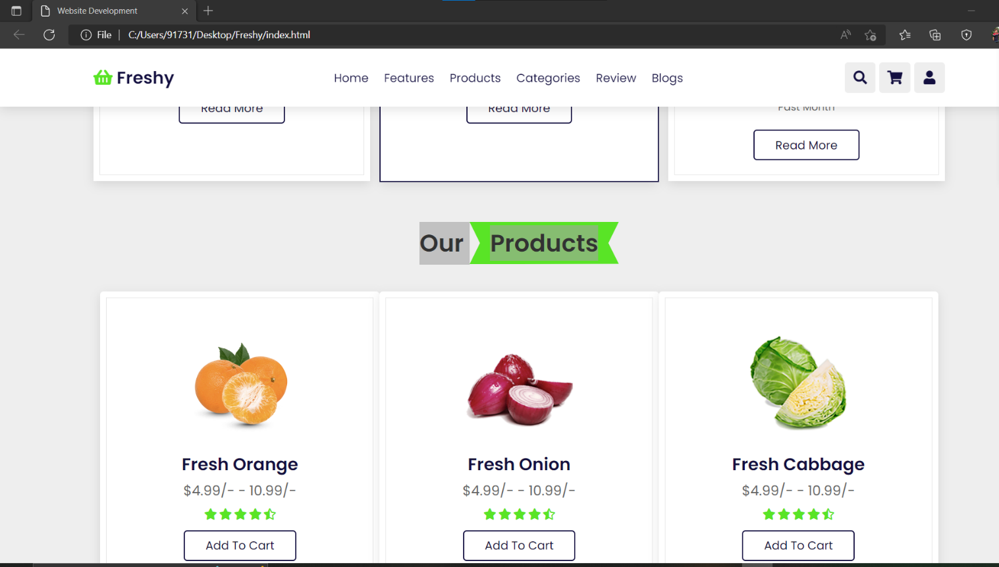 Website Development
File | C:/Users/91731/Desktop/Freshy/index.html
Freshy Home Features Products Categories Review Blogs
Read More Read More Past Month
Read More
Our Products
Fresh Orange Fresh Onion Fresh Cabbage
$4.99/- - 10.99/- $4.99/- - 10.99/- $4.99/- - 10.99/-
Add To Cart Add To Cart Add To Cart